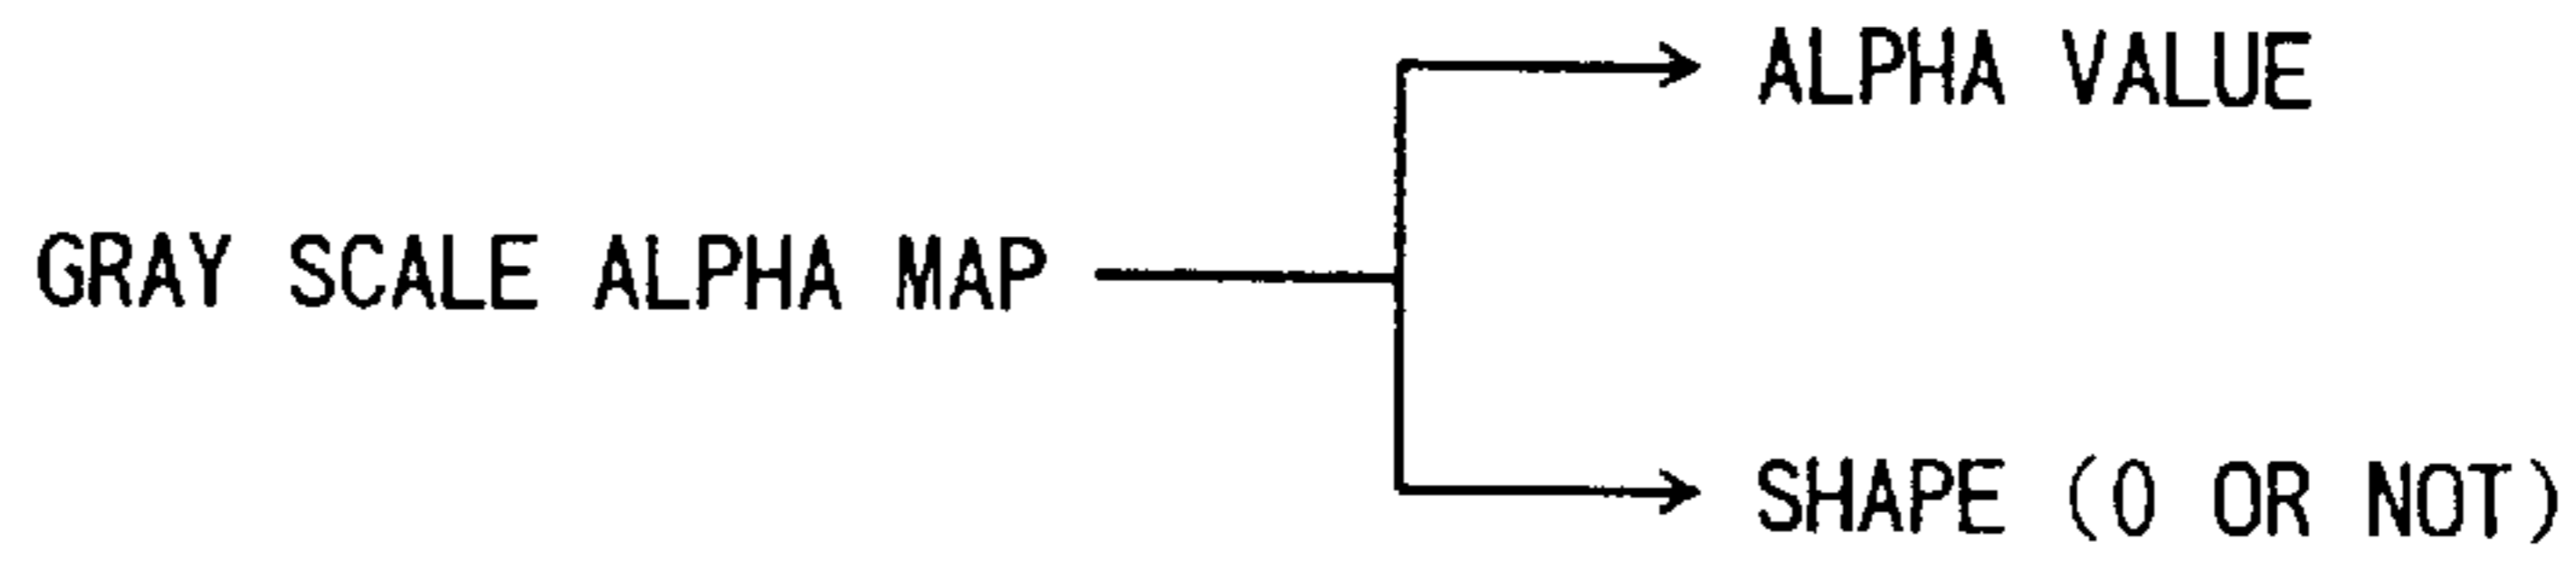 ALPHA VALUE
GRAY SCALE ALPHA MAP
SHAPE (0 OR NOT)